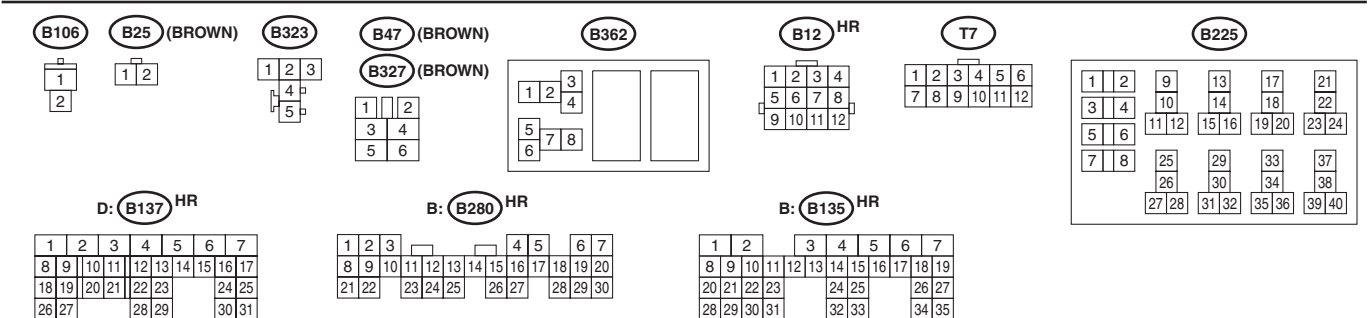 B106
B25 (BROWN)
B323
B47 (BROWN)
B327 (BROWN)
B362
B12 HR
T7
B225
1
2
1 2
1 2 3
4
5
1 2
3 4
5 6
1 2 3
4
5 7 8
6
1 2 3 4
5 6 7 8
9 10 11 12
1 2 3 4 5 6
7 8 9 10 11 12
1 2
3 4
5 6
7 8
9
10
11 12
13
14
15 16
17
18
19 20
21
22
23 24
25
26
27 28
29
30
31 32
33
34
35 36
37
38
39 40
D: B137 HR
1 2 3 4 5 6 7
8 9 10 11 12 13 14 15 16 17
18 19 20 21 22 23 24 25
26 27 28 29 30 31
B: B280 HR
1 2 3 4 5 6 7
8 9 10 11 12 13 14 15 16 17 18 19 20
21 22 23 24 25 26 27 28 29 30
B: B135 HR
1 2 3 4 5 6 7
8 9 10 11 12 13 14 15 16 17 18 19
20 21 22 23 24 25 26 27
28 29 30 31 32 33 34 35